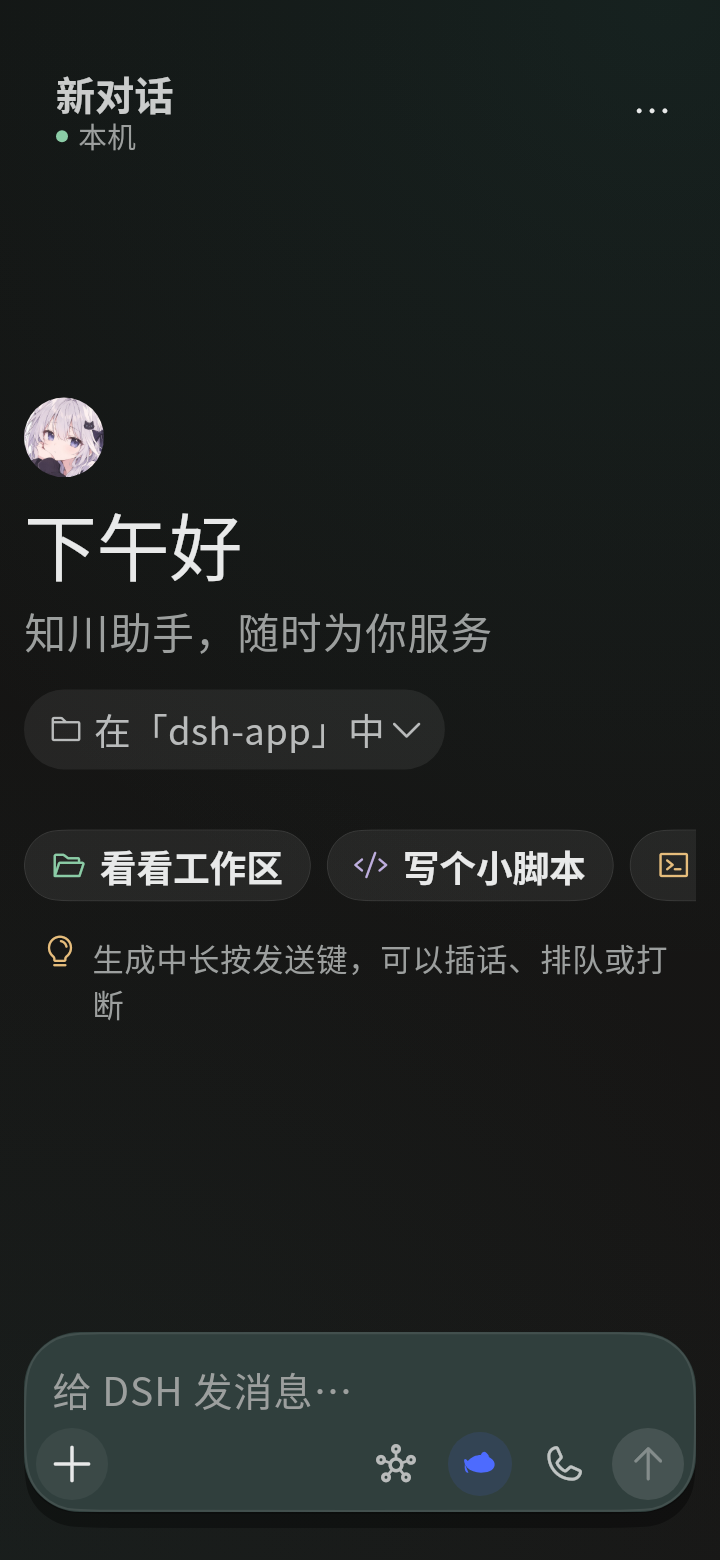 新对话
本机
下午好
知川助手，随时为你服务
在「dsh-app」中
看看工作区
写个小脚本
生成中长按发送键，可以插话、排队或打
断
给 DSH 发消息…